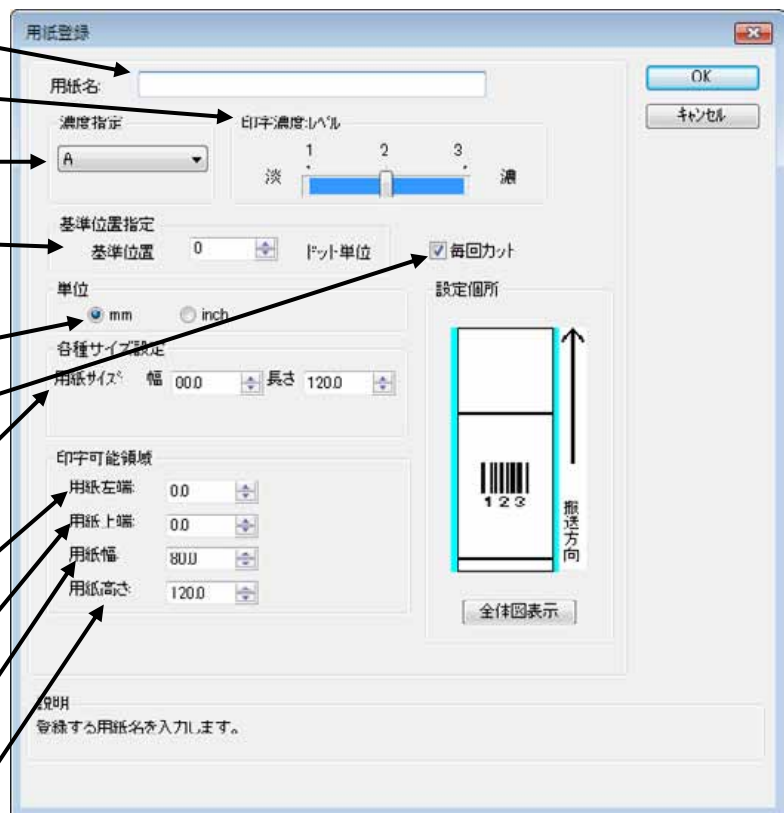 用紙登録
用紙名:
OK
キャンセル
濃度指定
A
印字濃度:レベル
1 2 3
淡 濃
基準位置指定
基準位置 0 ドット単位
毎回カット
単位
mm inch
各種サイズ設定
用紙サイズ: 幅 00.0 長さ 120.0
印字可能領域
用紙左端: 0.0
用紙上端: 0.0
用紙幅: 80.0
用紙高さ: 120.0
設定個所
123
搬送方向
全体図表示
説明
登録する用紙名を入力します。